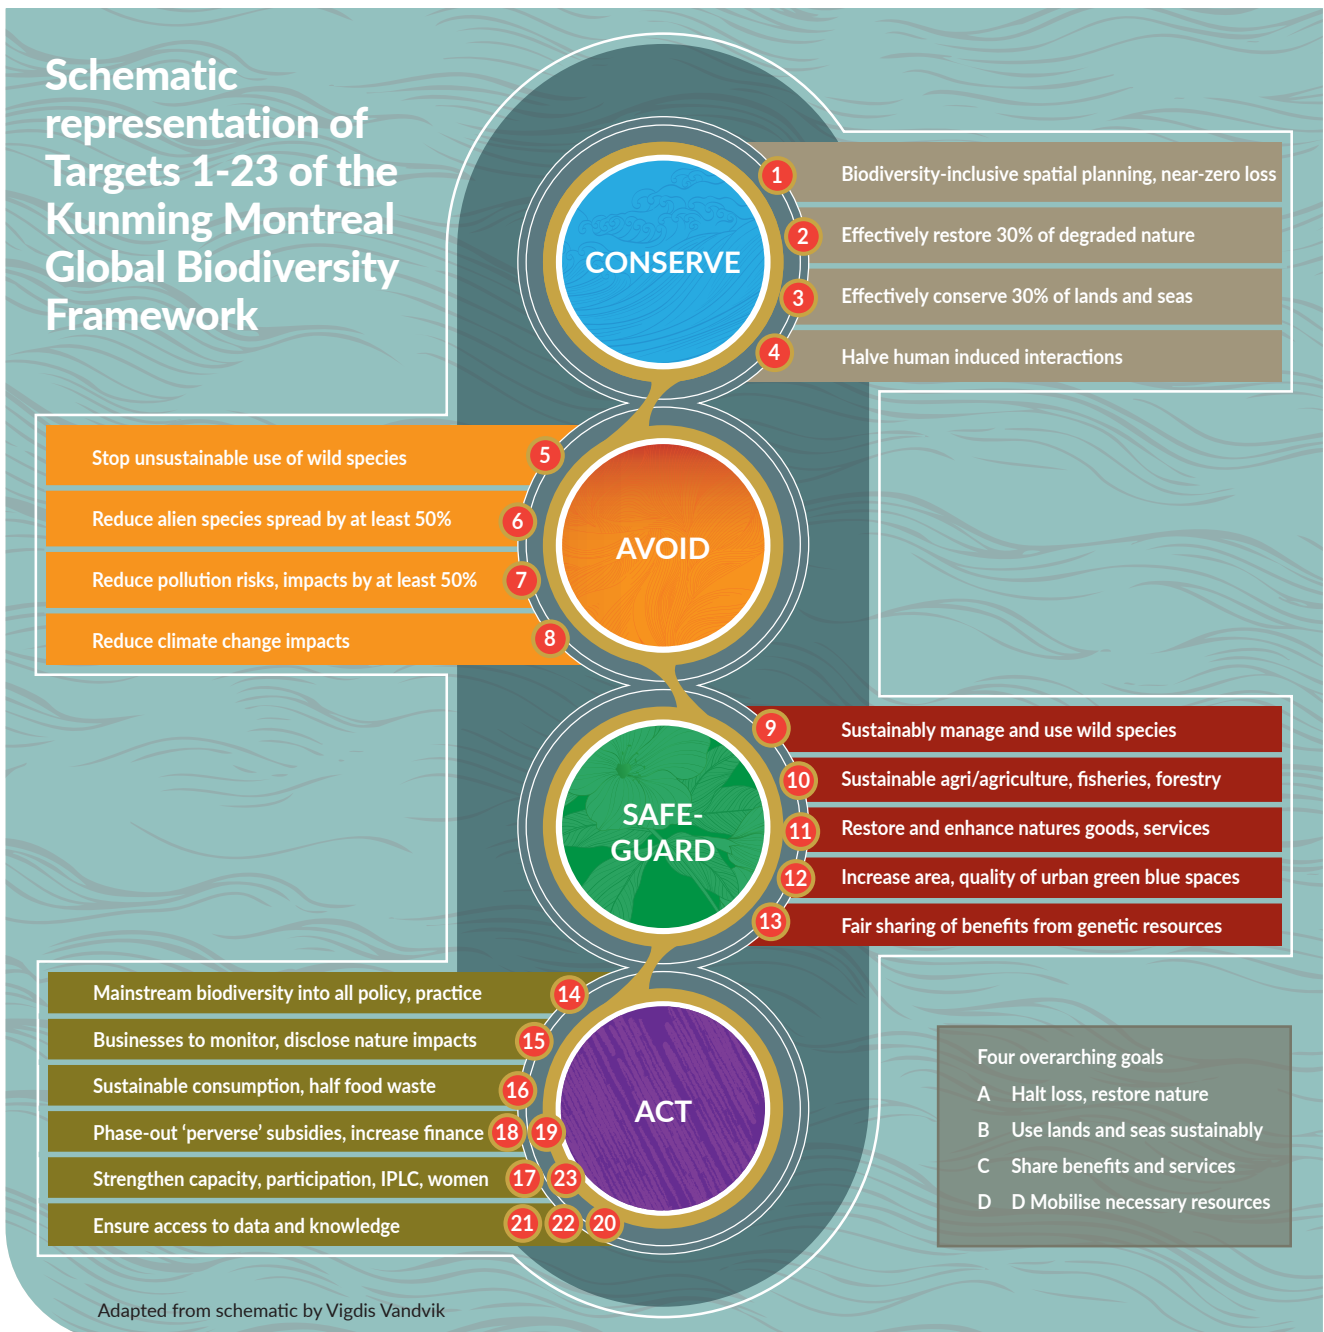 Schematic
representation of
Targets 1-23 of the
Kunming Montreal
Global Biodiversity
Framework
CONSERVE
1 Biodiversity-inclusive spatial planning, near-zero loss
2 Effectively restore 30% of degraded nature
3 Effectively conserve 30% of lands and seas
4 Halve human induced interactions
AVOID
Stop unsustainable use of wild species 5
Reduce alien species spread by at least 50% 6
Reduce pollution risks, impacts by at least 50% 7
Reduce climate change impacts 8
SAFE-
GUARD
9 Sustainably manage and use wild species
10 Sustainable agri/agriculture, fisheries, forestry
11 Restore and enhance natures goods, services
12 Increase area, quality of urban green blue spaces
13 Fair sharing of benefits from genetic resources
ACT
Mainstream biodiversity into all policy, practice 14
Businesses to monitor, disclose nature impacts 15
Sustainable consumption, half food waste 16
Phase-out ‘perverse’ subsidies, increase finance 18 19
Strengthen capacity, participation, IPLC, women 17 23
Ensure access to data and knowledge 21 22 20
Four overarching goals
A Halt loss, restore nature
B Use lands and seas sustainably
C Share benefits and services
D D Mobilise necessary resources
Adapted from schematic by Vigdis Vandvik